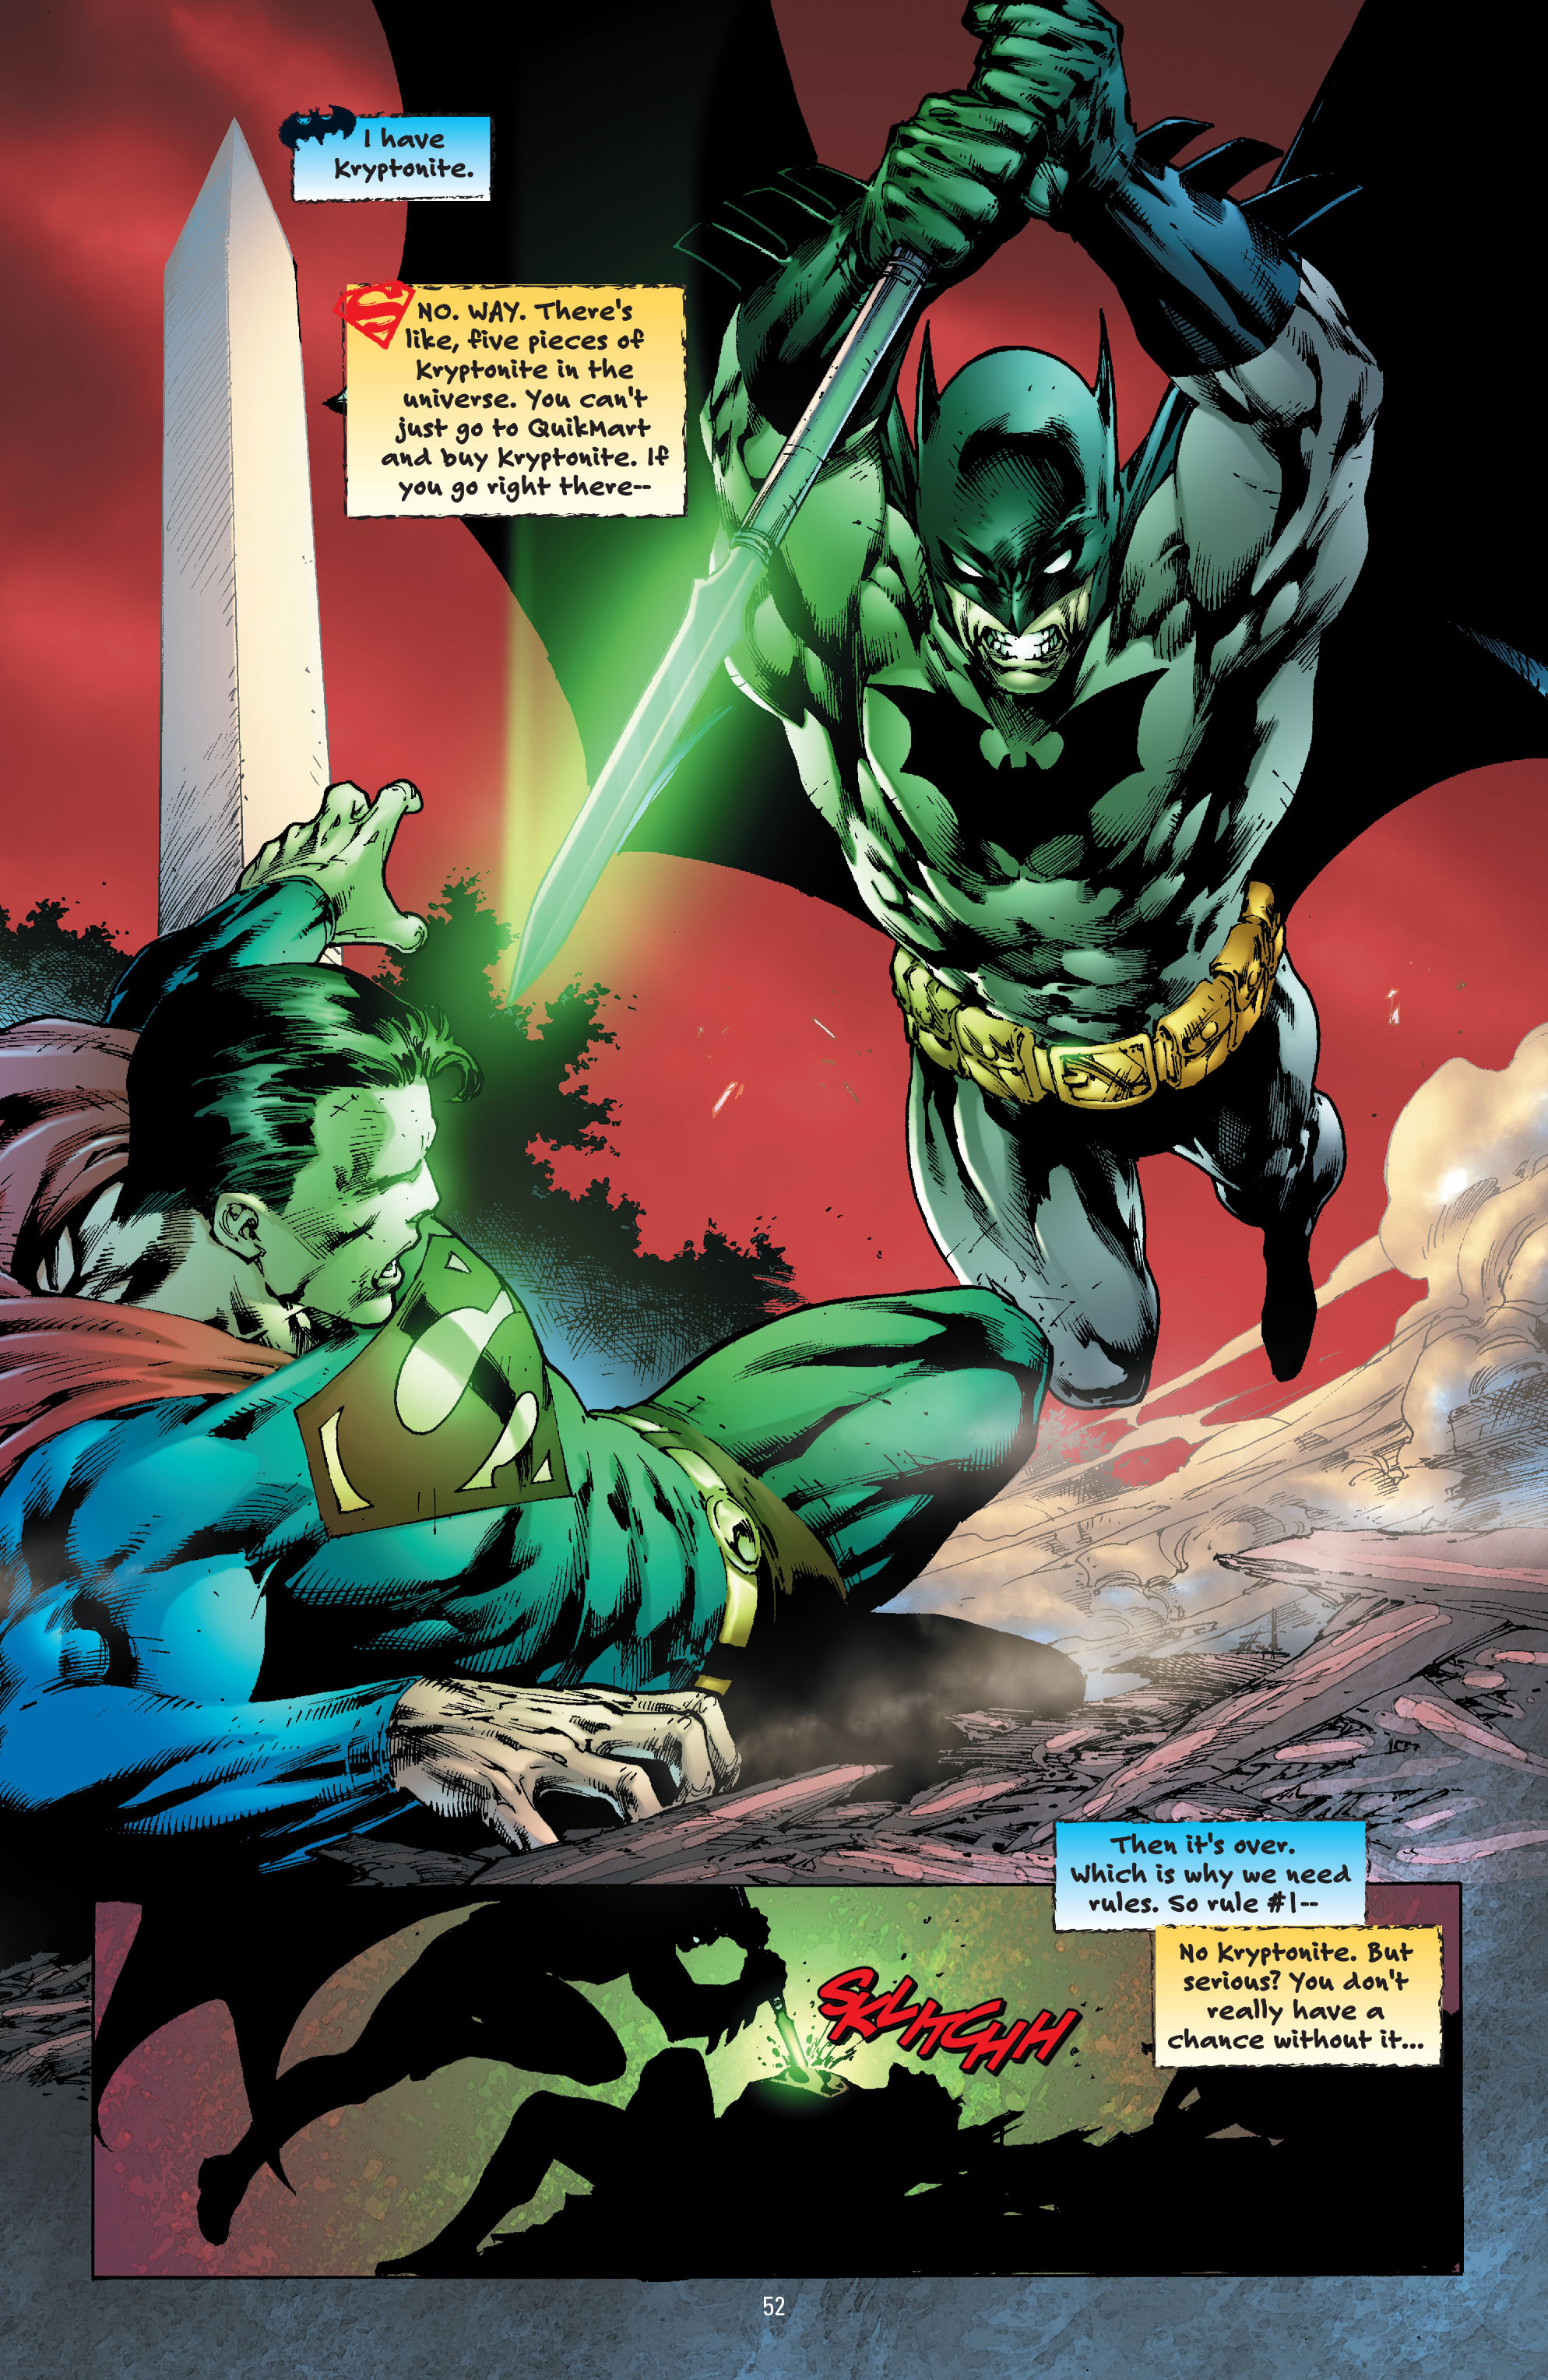 I have
Kryptonite.
NO. WAY. There's
like, five pieces of
Kryptonite in the
universe. You can't
just go to QuikMart
and buy Kryptonite. If
you go right there--
Then it's over.
Which is why we need
rules. So rule #1--
No Kryptonite. But
serious? You don't
really have a
chance without it...
SKLITCHH
52